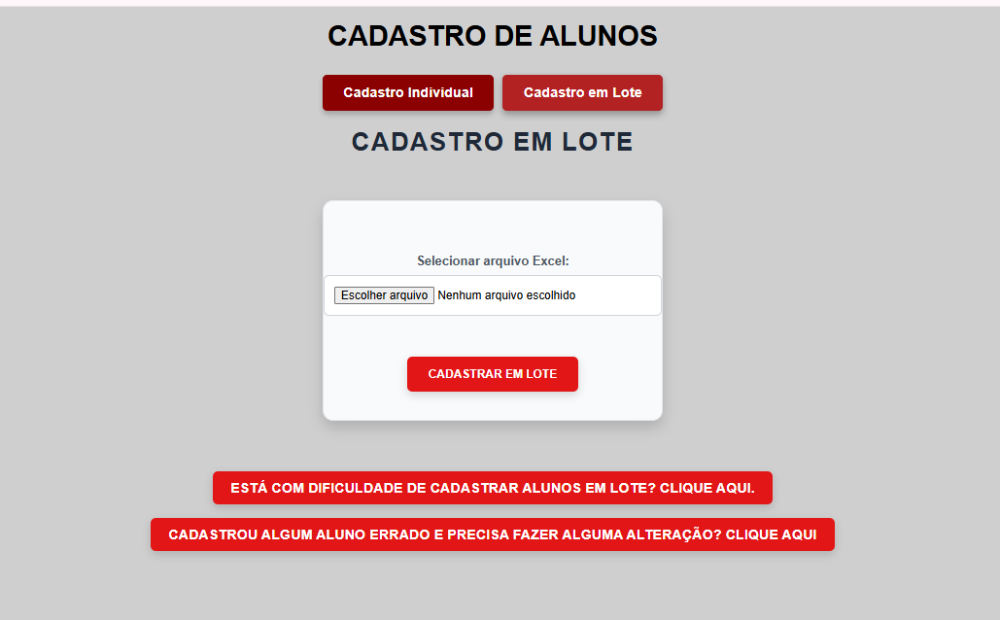 CADASTRO DE ALUNOS
Cadastro Individual Cadastro em Lote
CADASTRO EM LOTE
Selecionar arquivo Excel:
Escolher arquivo Nenhum arquivo escolhido
CADASTRAR EM LOTE
ESTÁ COM DIFICULDADE DE CADASTRAR ALUNOS EM LOTE? CLIQUE AQUI.
CADASTROU ALGUM ALUNO ERRADO E PRECISA FAZER ALGUMA ALTERAÇÃO? CLIQUE AQUI